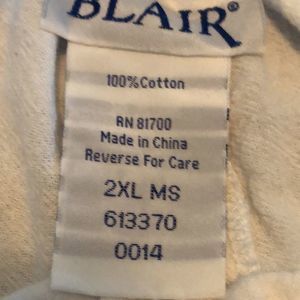 BLAIR®
100%Cotton
RN 81700
Made in China
Reverse For Care
2XL MS
613370
0014